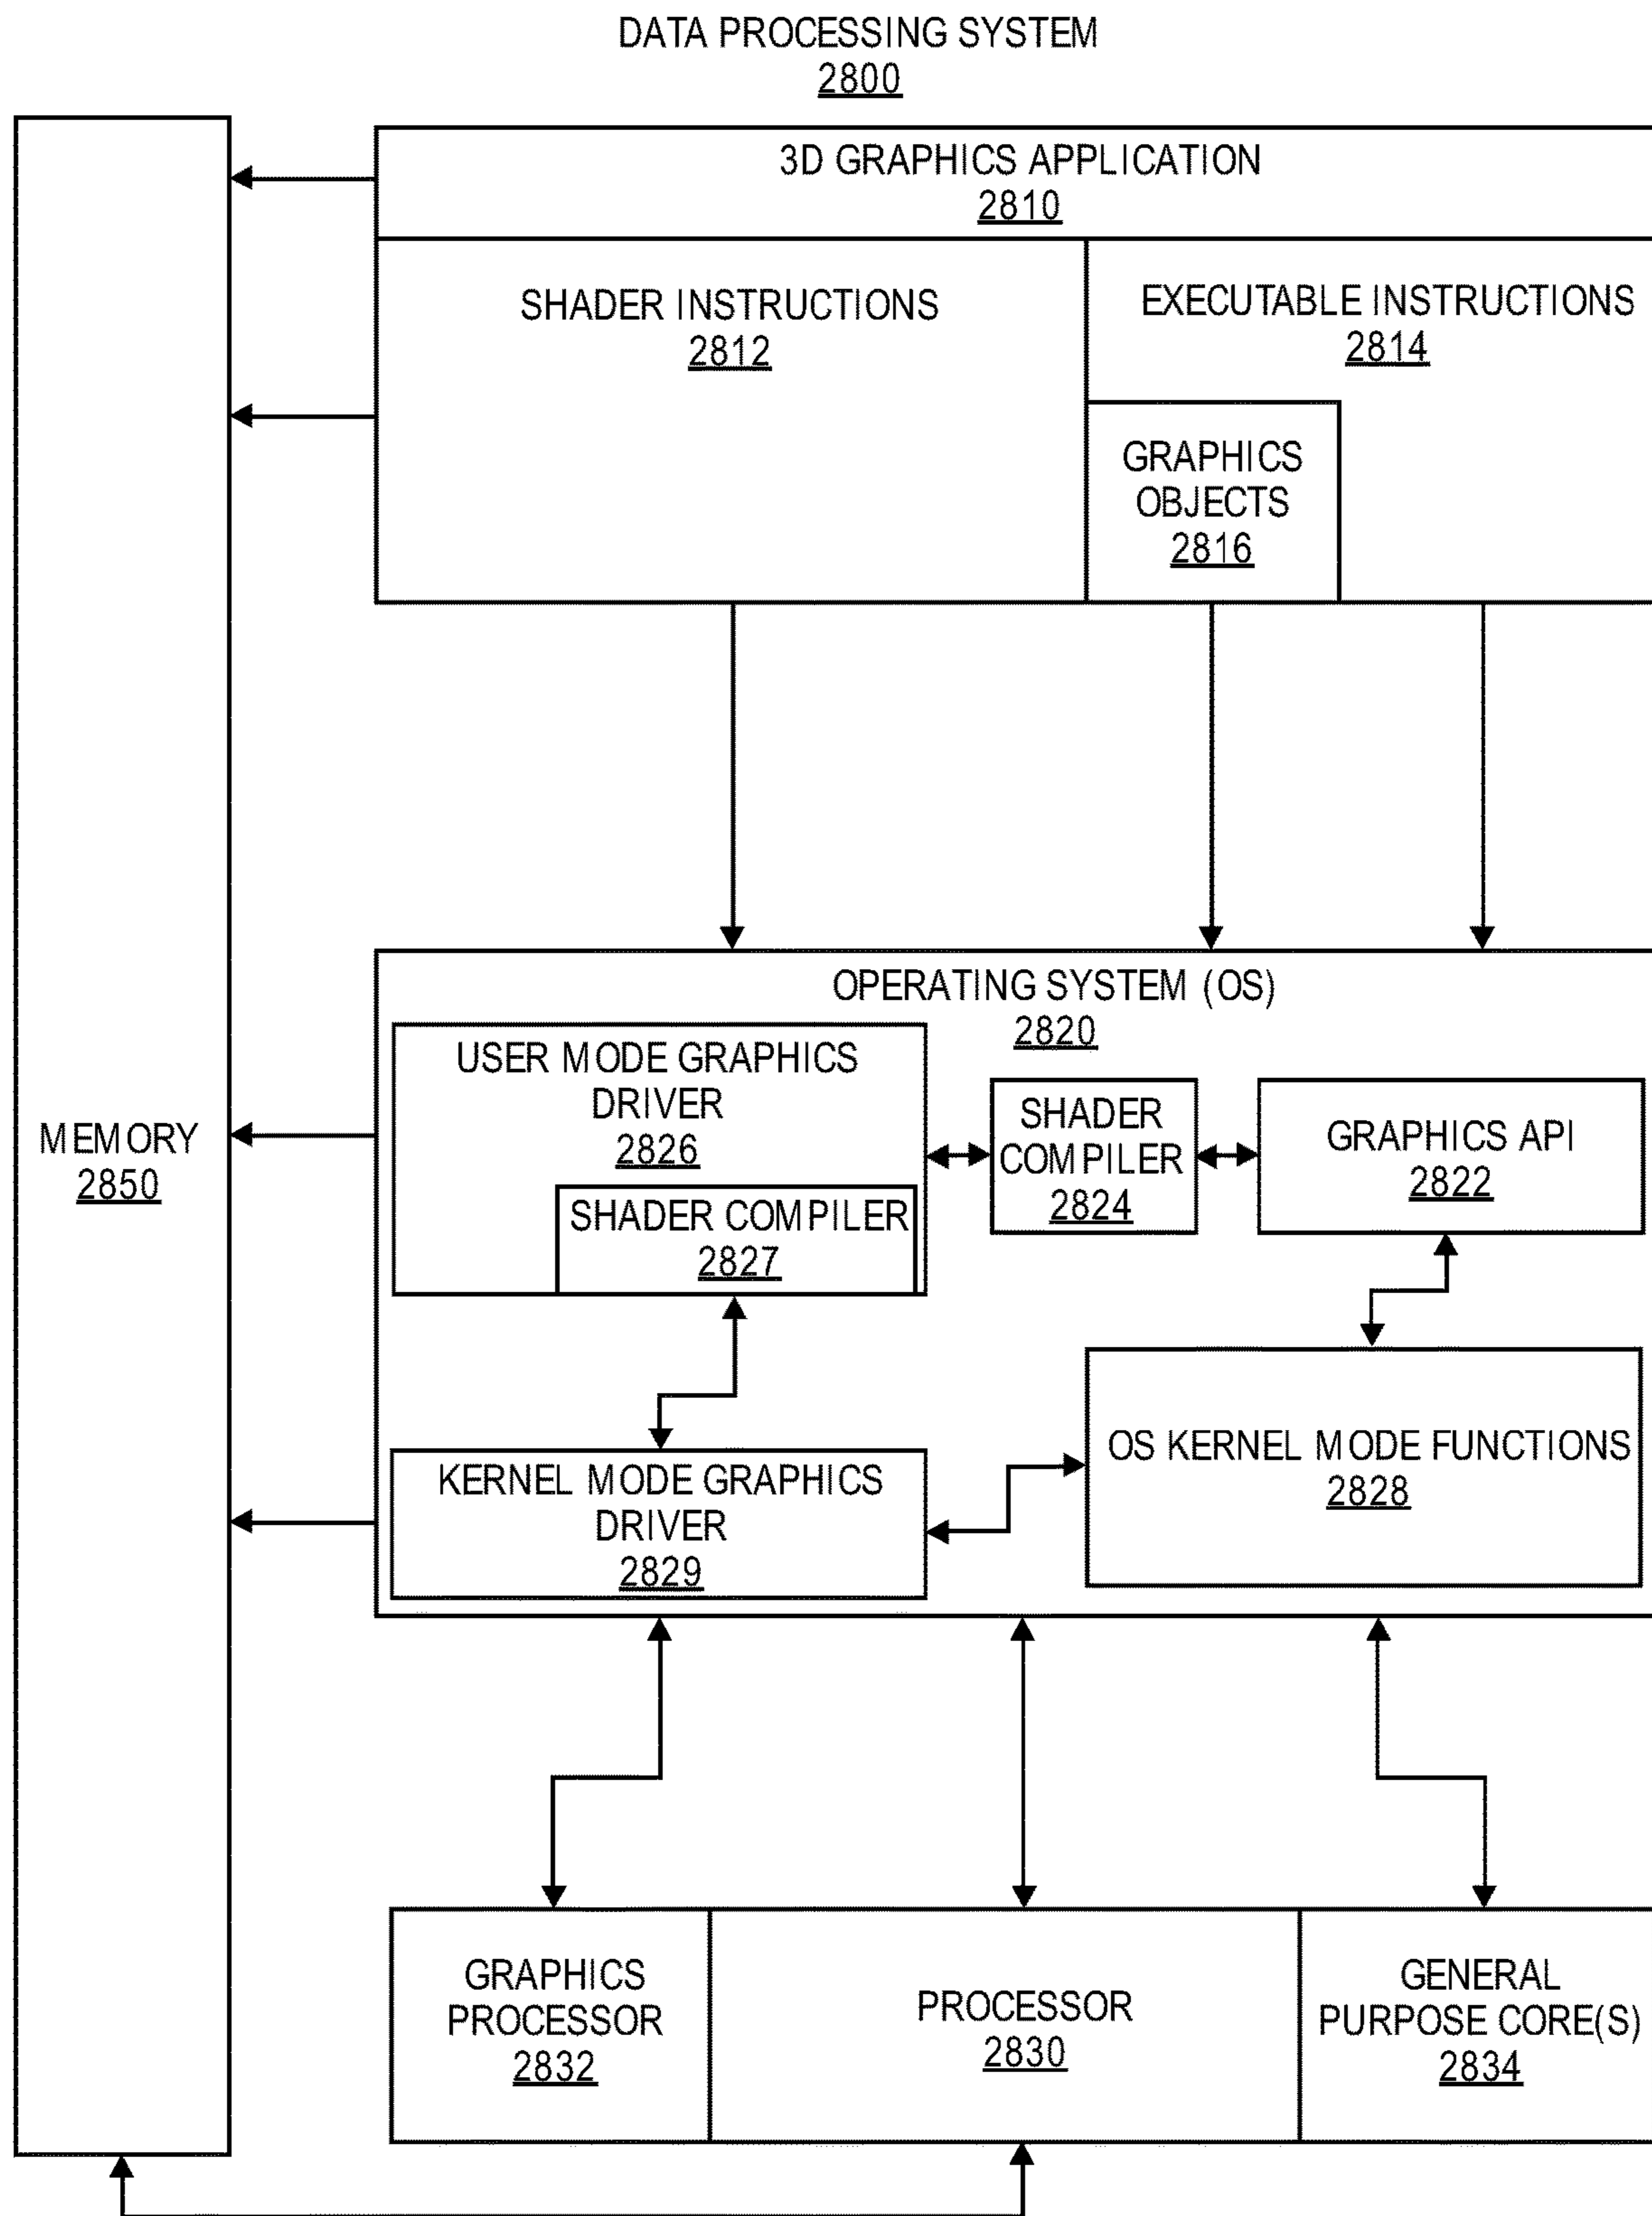 DATA PROCESSING SYSTEM
2800
3D GRAPHICS APPLICATION
2810
SHADER INSTRUCTIONS
2812
EXECUTABLE INSTRUCTIONS
2814
GRAPHICS
OBJECTS
2816
MEMORY
2850
OPERATING SYSTEM (OS)
2820
USER MODE GRAPHICS
DRIVER
2826
SHADER COMPILER
2827
SHADER
COMPILER
2824
GRAPHICS API
2822
KERNEL MODE GRAPHICS
DRIVER
2829
OS KERNEL MODE FUNCTIONS
2828
GRAPHICS
PROCESSOR
2832
PROCESSOR
2830
GENERAL
PURPOSE CORE(S)
2834